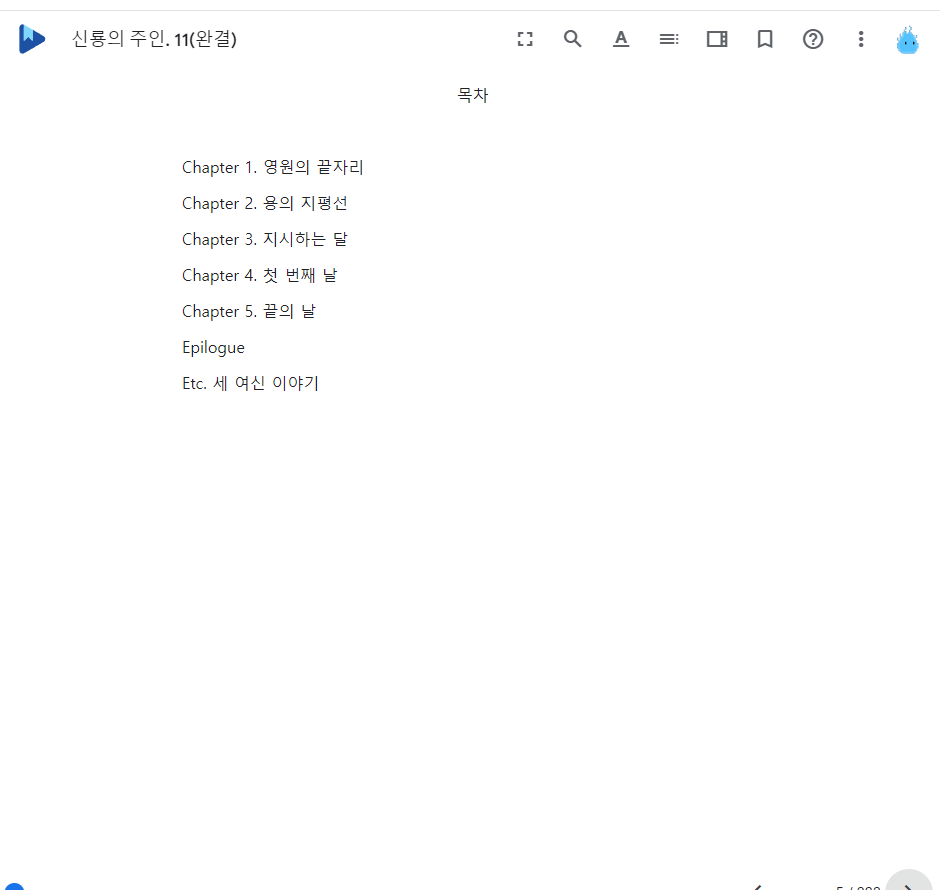 신룡의 주인. 11(완결)
목차
Chapter 1. 영원의 끝자리
Chapter 2. 용의 지평선
Chapter 3. 지시하는 달
Chapter 4. 첫 번째 날
Chapter 5. 끝의 날
Epilogue
Etc. 세 여신 이야기